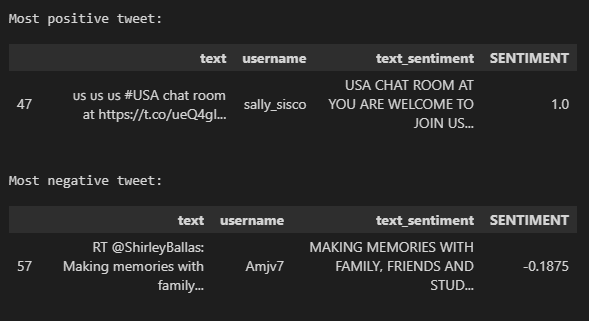 Most positive tweet:
text username text_sentiment SENTIMENT
47 us us us #USA chat room at https://t.co/ueQ4gl... sally_sisco USA CHAT ROOM AT YOU ARE WELCOME TO JOIN US... 1.0
Most negative tweet:
text username text_sentiment SENTIMENT
57 RT @ShirleyBallas: Making memories with family... Amjv7 MAKING MEMORIES WITH FAMILY, FRIENDS AND STUD... -0.1875